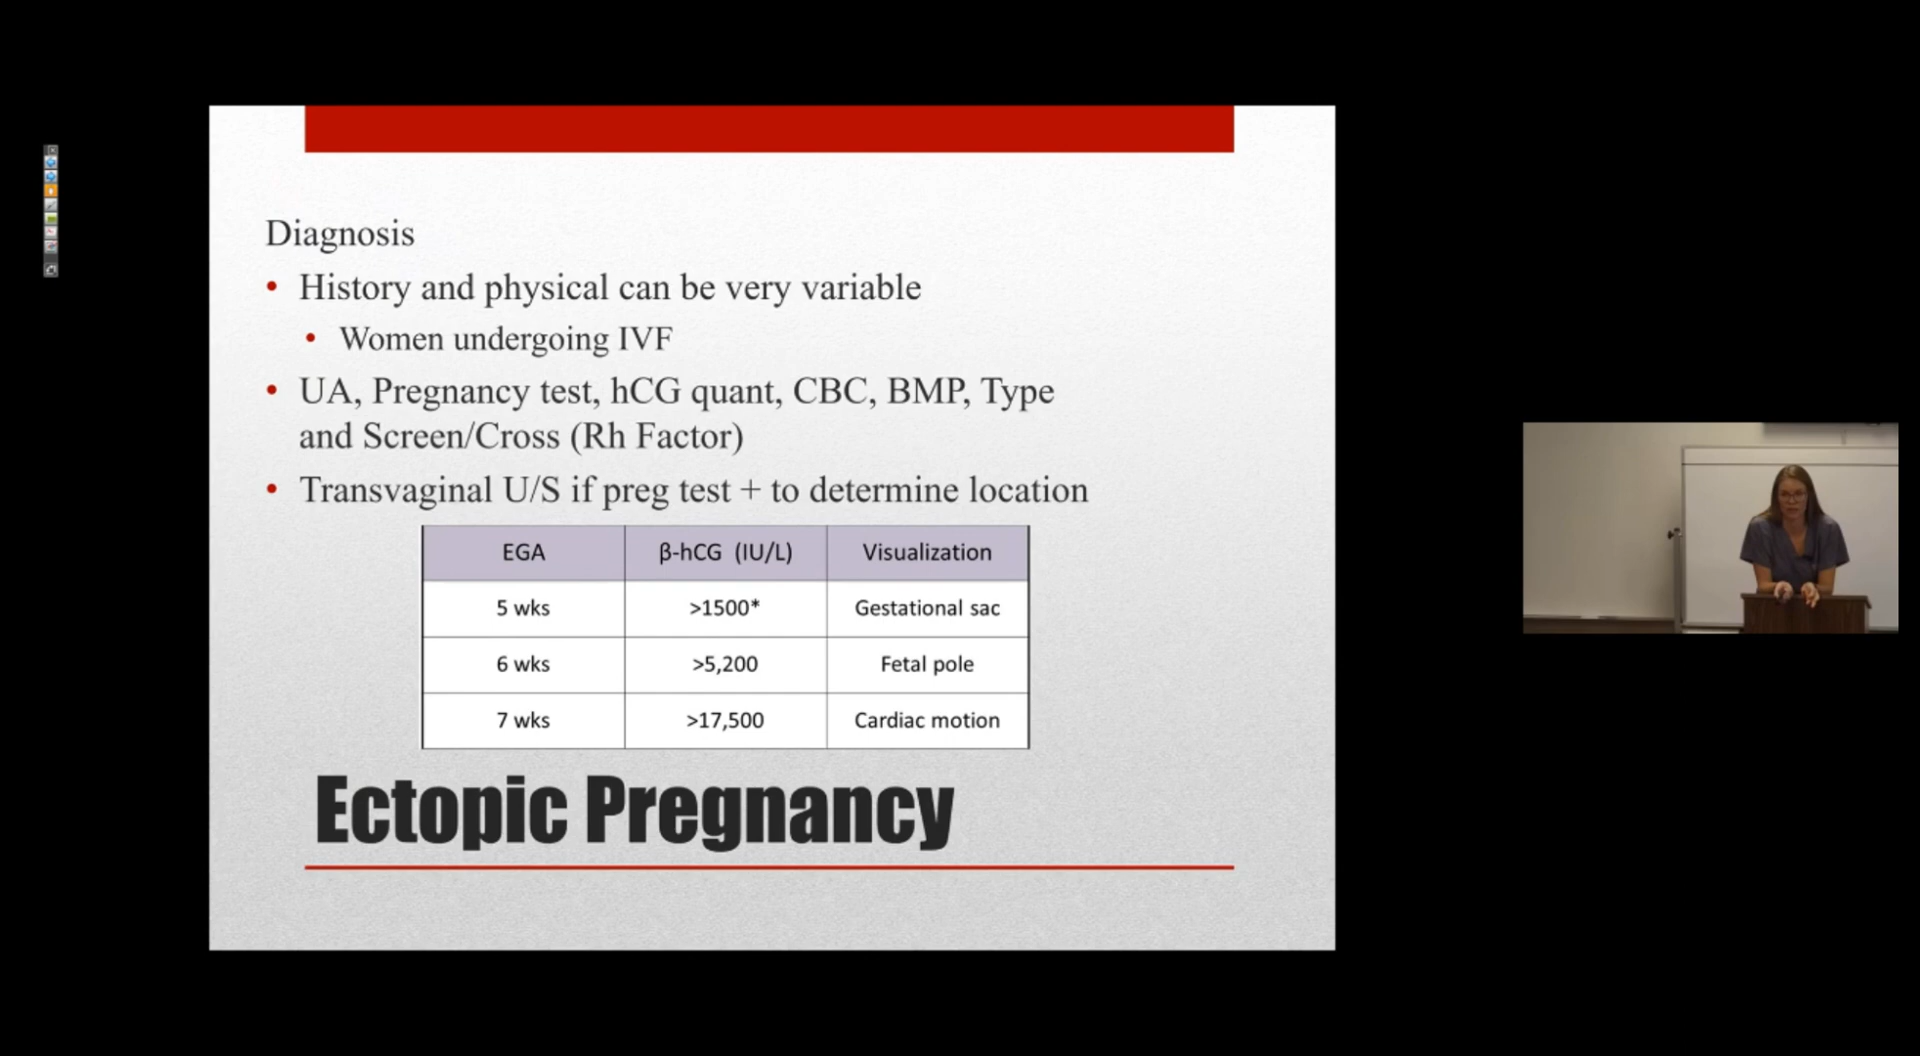 Diagnosis
• History and physical can be very variable
• Women undergoing IVF
• UA, Pregnancy test, hCG quant, CBC, BMP, Type
and Screen/Cross (Rh Factor)
• Transvaginal U/S if preg test + to determine location
EGA β-hCG (IU/L) Visualization
5 wks >1500* Gestational sac
6 wks >5,200 Fetal pole
7 wks >17,500 Cardiac motion
Ectopic Pregnancy